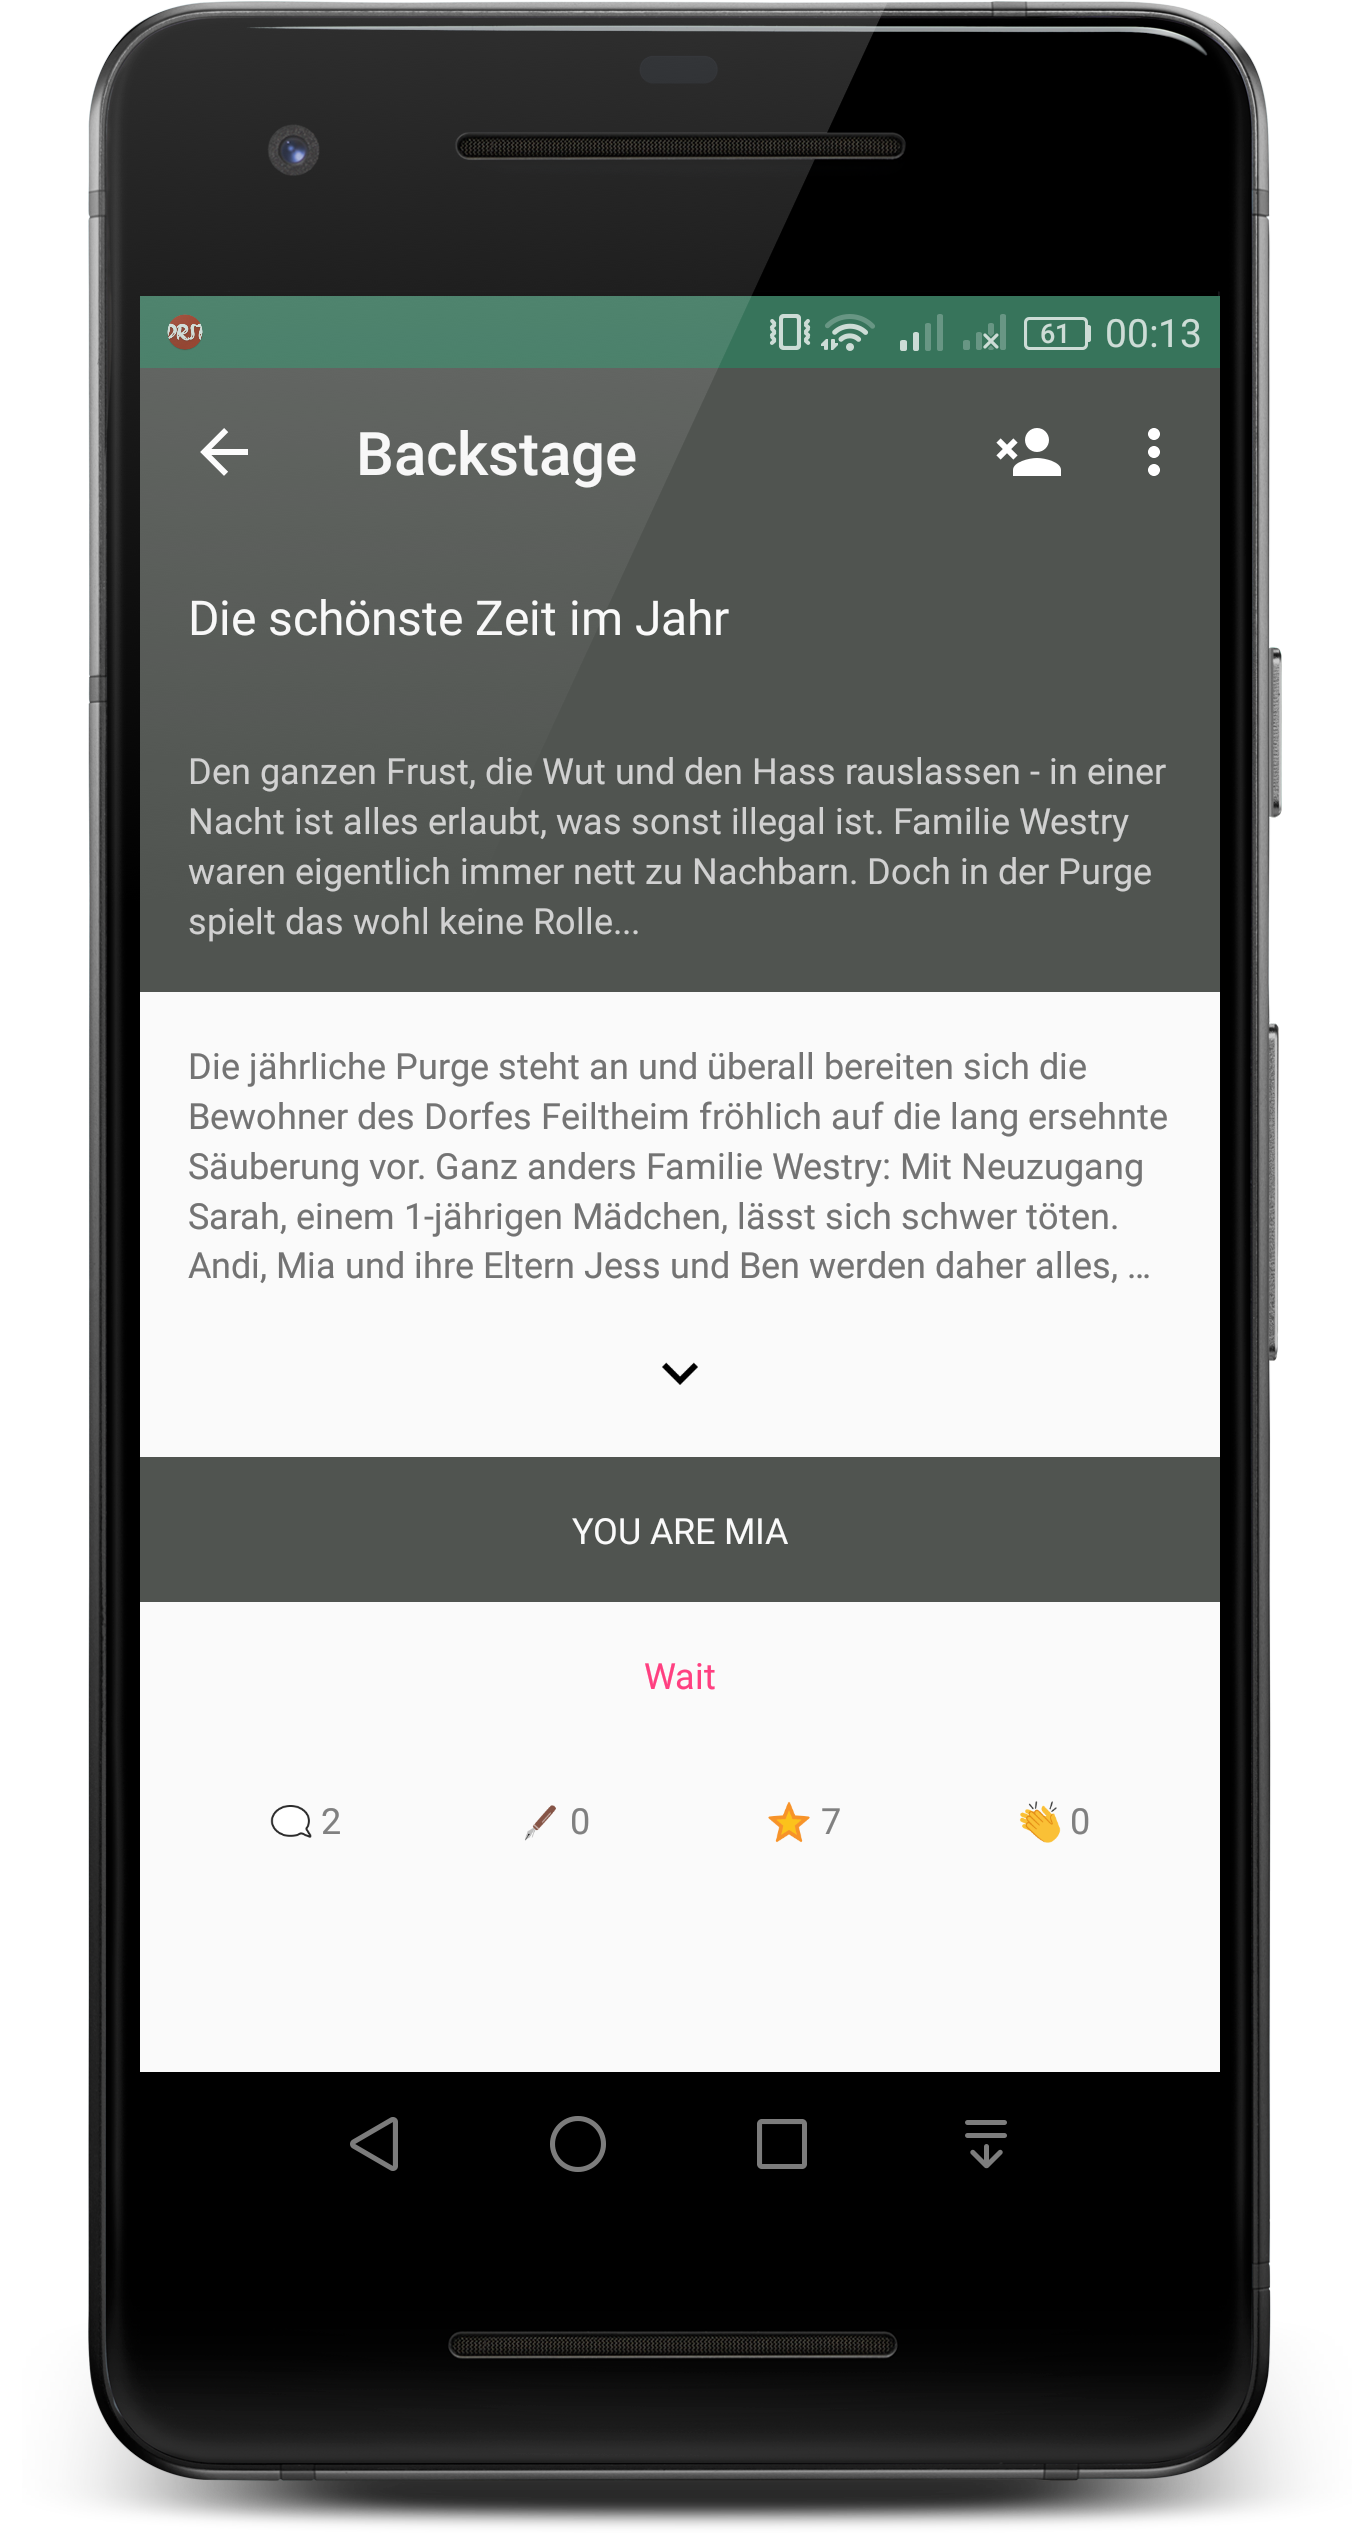 DRSM
61 00:13
Backstage
Die schönste Zeit im Jahr
Den ganzen Frust, die Wut und den Hass rauslassen - in einer
Nacht ist alles erlaubt, was sonst illegal ist. Familie Westry
waren eigentlich immer nett zu Nachbarn. Doch in der Purge
spielt das wohl keine Rolle...
Die jährliche Purge steht an und überall bereiten sich die
Bewohner des Dorfes Feiltheim fröhlich auf die lang ersehnte
Säuberung vor. Ganz anders Familie Westry: Mit Neuzugang
Sarah, einem 1-jährigen Mädchen, lässt sich schwer töten.
Andi, Mia und ihre Eltern Jess und Ben werden daher alles, ...
YOU ARE MIA
Wait
2 0 7 0